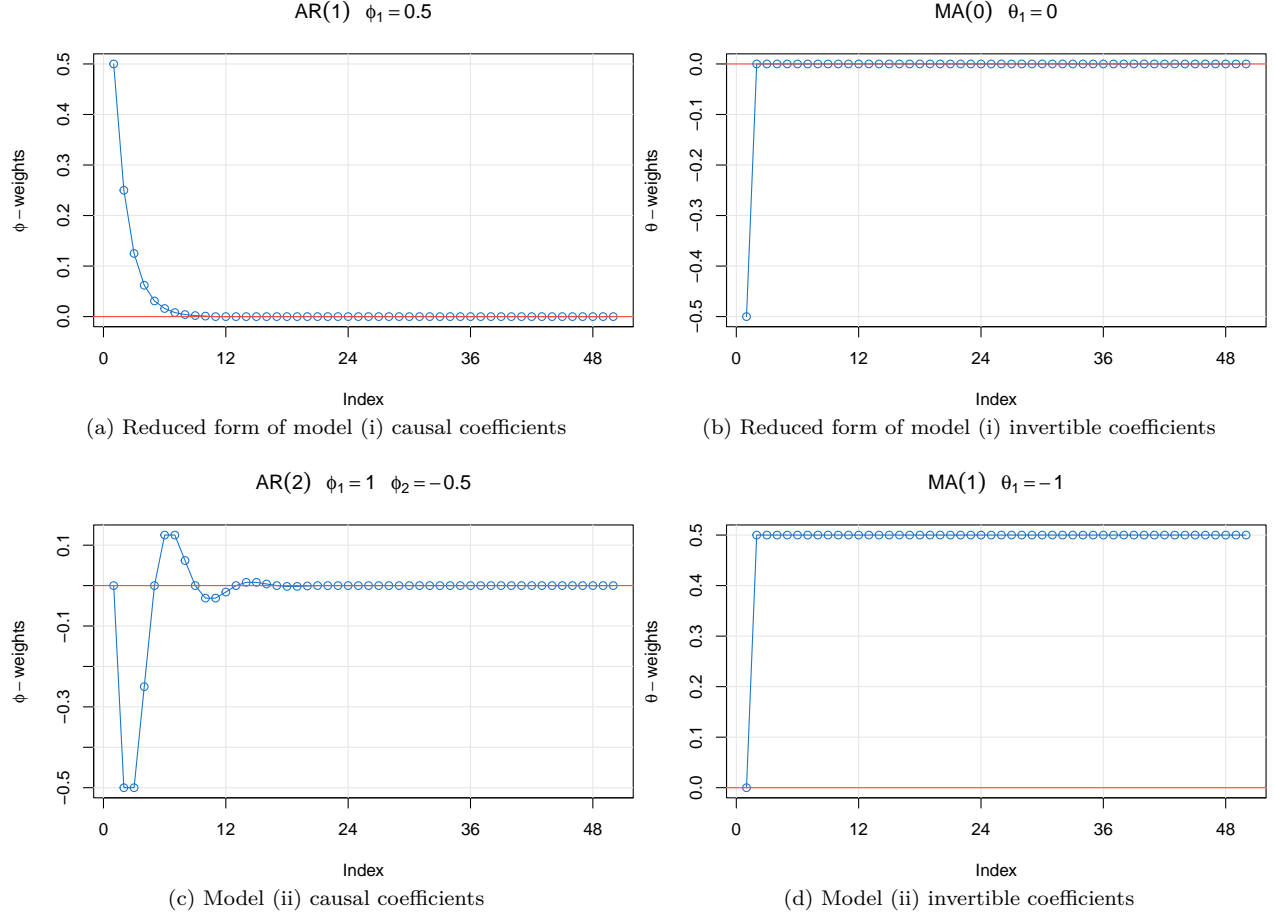 AR(1) ϕ₁ = 0.5
ϕ − weights
0.5
0.4
0.3
0.2
0.1
0.0
0 12 24 36 48
Index
(a) Reduced form of model (i) causal coefficients
MA(0) θ₁ = 0
θ − weights
0.0
−0.1
−0.2
−0.3
−0.4
−0.5
0 12 24 36 48
Index
(b) Reduced form of model (i) invertible coefficients
AR(2) ϕ₁ = 1 ϕ₂ = −0.5
ϕ − weights
0.1
−0.1
−0.3
−0.5
0 12 24 36 48
Index
(c) Model (ii) causal coefficients
MA(1) θ₁ = −1
θ − weights
0.5
0.4
0.3
0.2
0.1
0.0
0 12 24 36 48
Index
(d) Model (ii) invertible coefficients